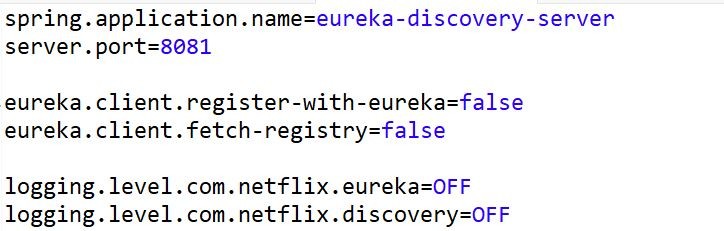 spring.application.name=eureka-discovery-server
server.port=8081
eureka.client.register-with-eureka=false
eureka.client.fetch-registry=false
logging.level.com.netflix.eureka=OFF
logging.level.com.netflix.discovery=OFF